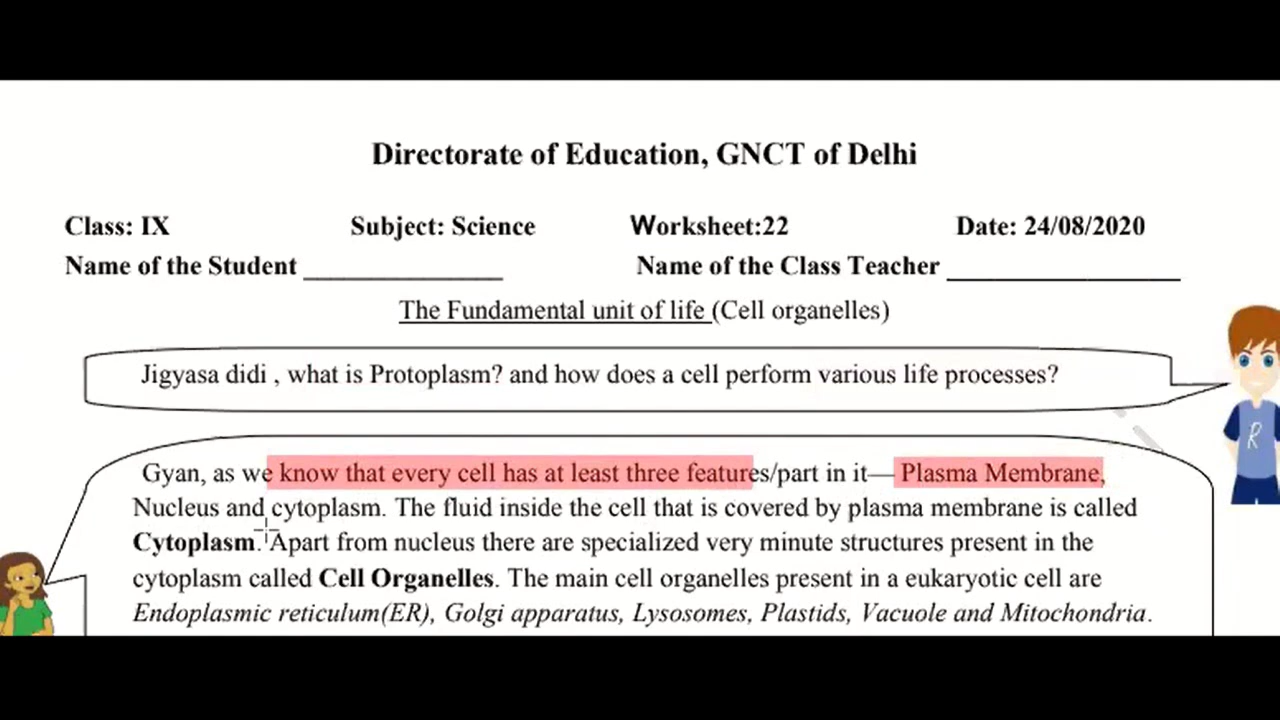 Directorate of Education, GNCT of Delhi
Class: IX Subject: Science Worksheet:22 Date: 24/08/2020
Name of the Student _______________ Name of the Class Teacher _________________
The Fundamental unit of life (Cell organelles)
Jigyasa didi , what is Protoplasm? and how does a cell perform various life processes?
Gyan, as we know that every cell has at least three features/part in it— Plasma Membrane,
Nucleus and cytoplasm. The fluid inside the cell that is covered by plasma membrane is called
Cytoplasm. Apart from nucleus there are specialized very minute structures present in the
cytoplasm called Cell Organelles. The main cell organelles present in a eukaryotic cell are
Endoplasmic reticulum(ER), Golgi apparatus, Lysosomes, Plastids, Vacuole and Mitochondria.
R